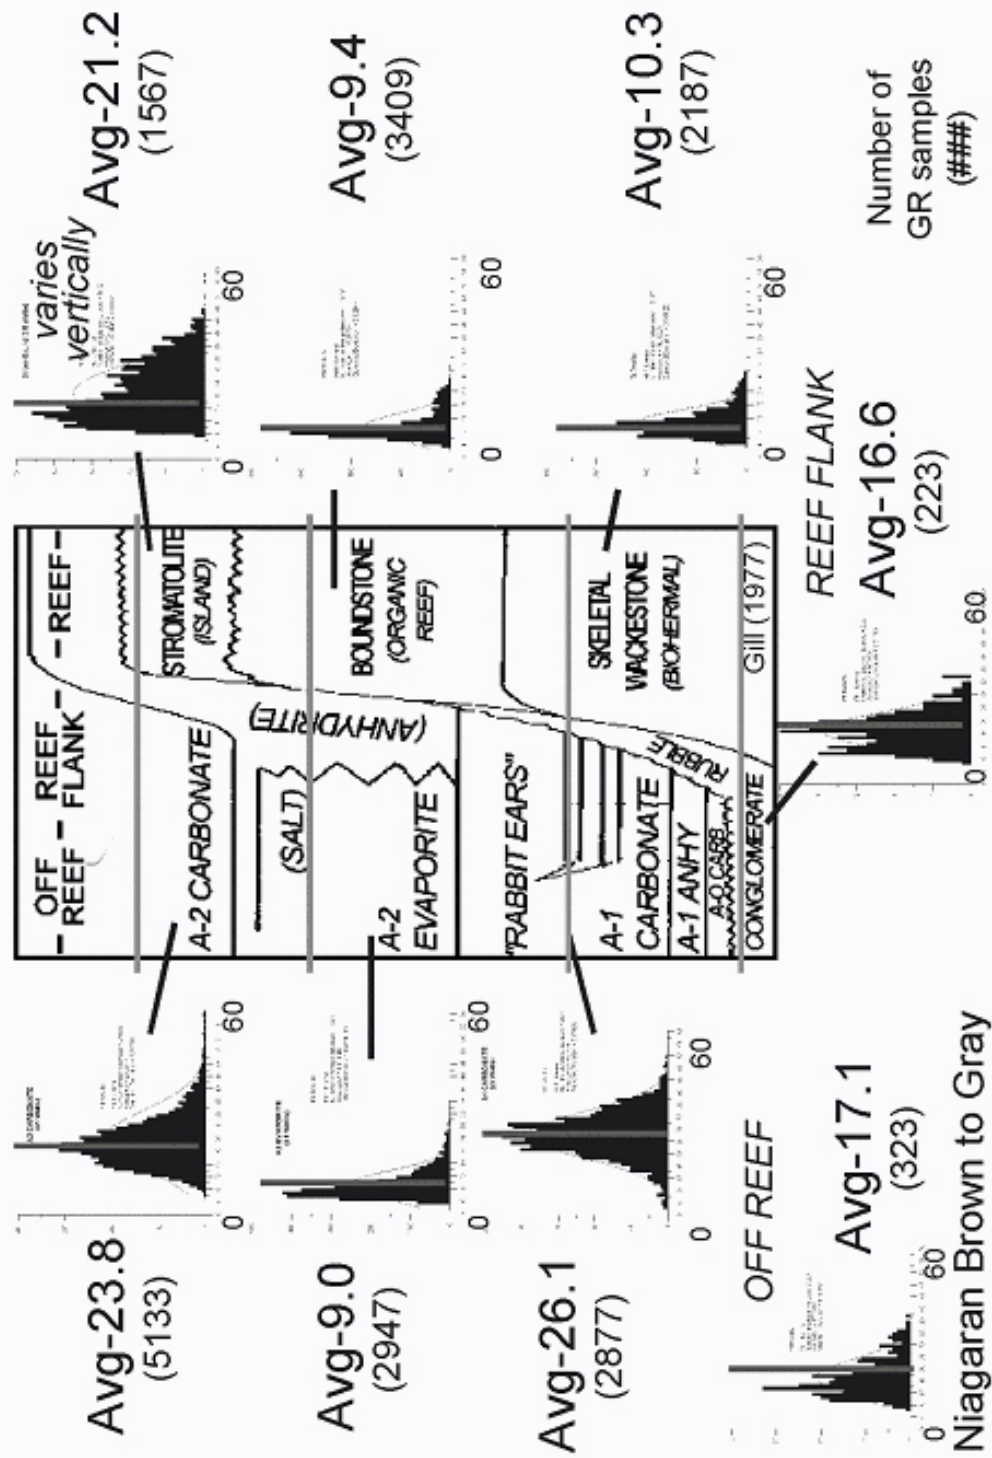 Avg-23.8
(5133)
0
60
Avg-9.0
(2947)
0
60
Avg-26.1
(2877)
0
60
OFF REEF
Avg-17.1
(323)
0
60
Niagaran Brown to Gray
OFF
REEF
REEF
FLANK
REEF
A-2 CARBONATE
STROMATOLITE
(ISLAND)
(SALT)
(ANHYDRITE)
A-2
EVAPORITE
BOUNDSTONE
(ORGANIC
REEF)
"RABBIT EARS"
A-1
CARBONATE
A-1 ANHY
A-0 CARB
CONGLOMERATE
RUBBLE
SKELETAL
WACKESTONE
(BIOHERMAL)
Gill (1977)
varies
vertically
0
60
Avg-21.2
(1567)
0
60
Avg-9.4
(3409)
0
60
Avg-10.3
(2187)
REEF FLANK
Avg-16.6
(223)
0
60
Number of
GR samples
(###)